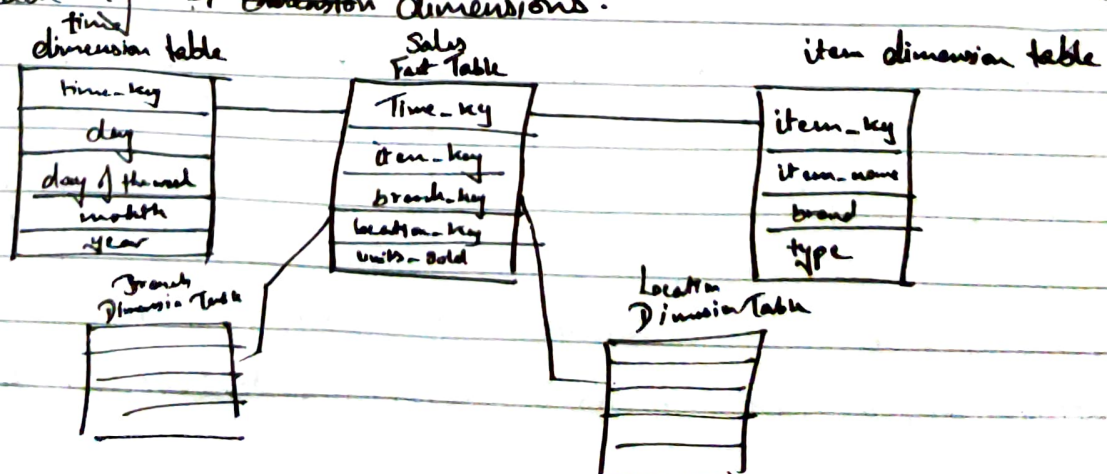 dimensions.
time
dimension table
time_key
day
day of the week
month
year
Sales
Fact Table
Time_key
item_key
branch_key
location_key
units_sold
item dimension table
item_key
item_name
brand
type
Branch
Dimension Table
Location
Dimension Table